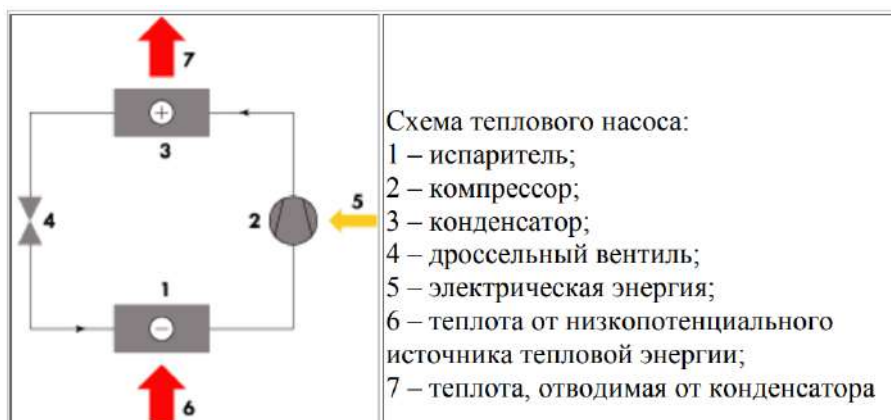 7
3
4
2
5
1
6
Схема теплового насоса:
1 – испаритель;
2 – компрессор;
3 – конденсатор;
4 – дроссельный вентиль;
5 – электрическая энергия;
6 – теплота от низкопотенциального
источника тепловой энергии;
7 – теплота, отводимая от конденсатора